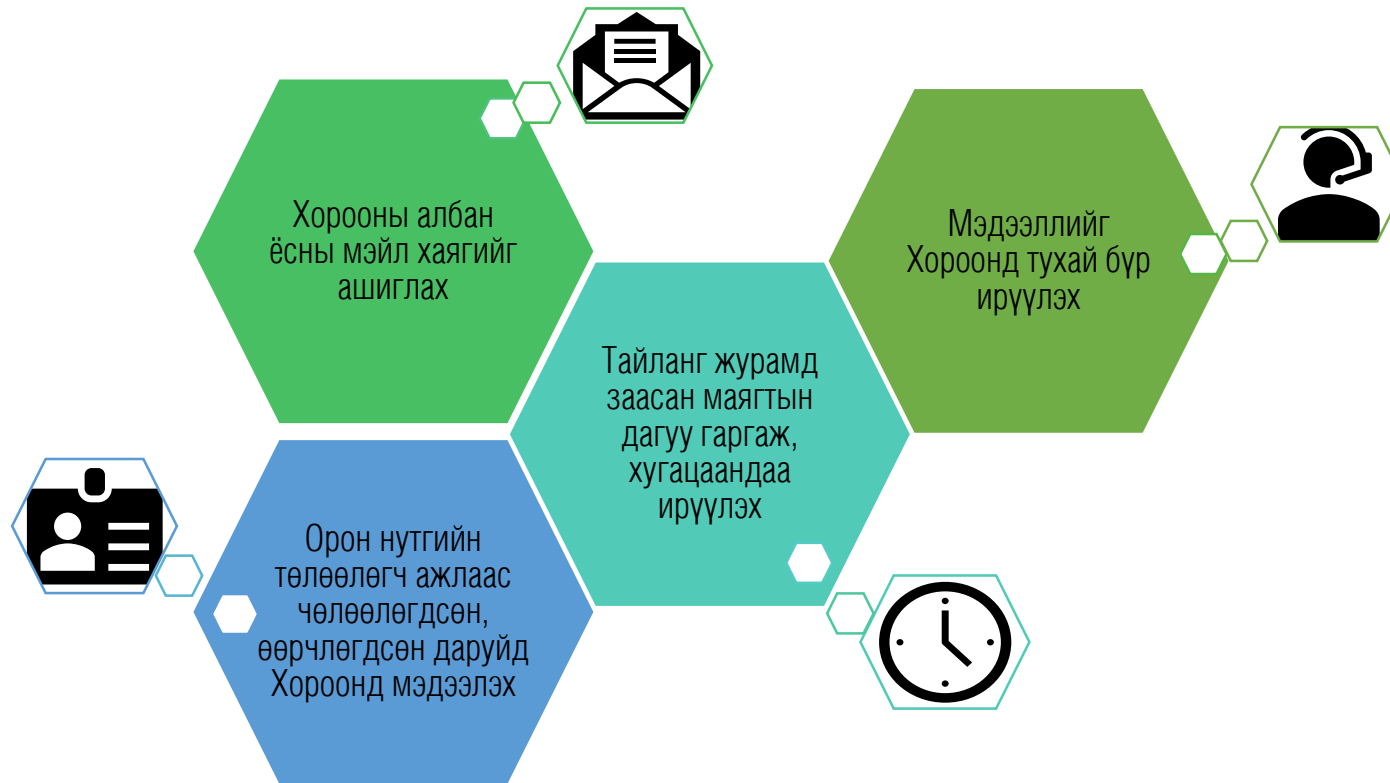 Хорооны албан
ёсны мэйл хаягийг
ашиглах
Мэдээллийг
Хороонд тухай бүр
ирүүлэх
Тайланг журамд
заасан маягтын
дагуу гаргаж,
хугацаандаа
ирүүлэх
Орон нутгийн
төлөөлөгч ажлаас
чөлөөлөгдсөн,
өөрчлөгдсөн даруйд
Хороонд мэдээлэх